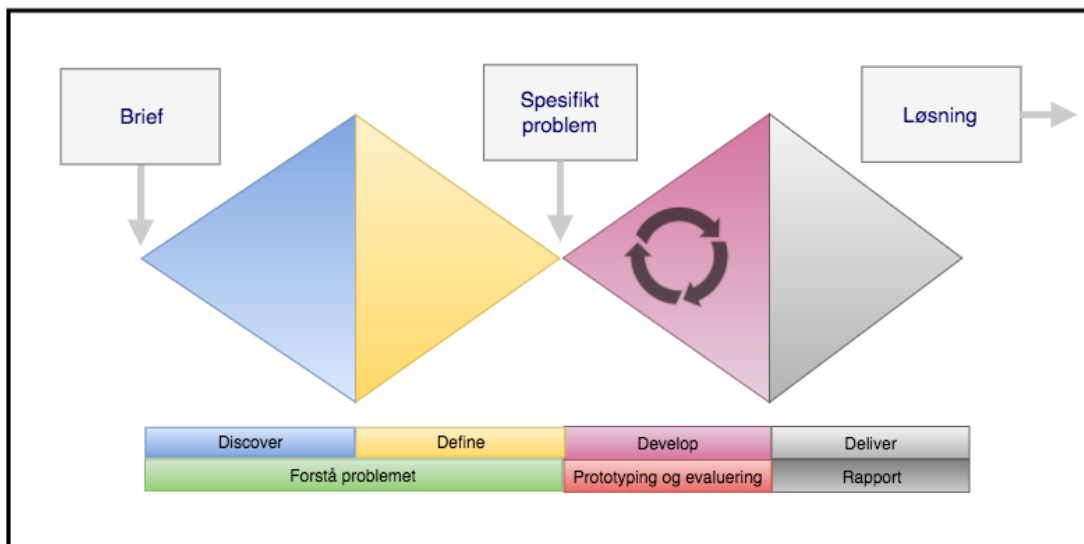 Brief
Spesifikt
problem
Løsning
Discover
Define
Develop
Deliver
Forstå problemet
Prototyping og evaluering
Rapport